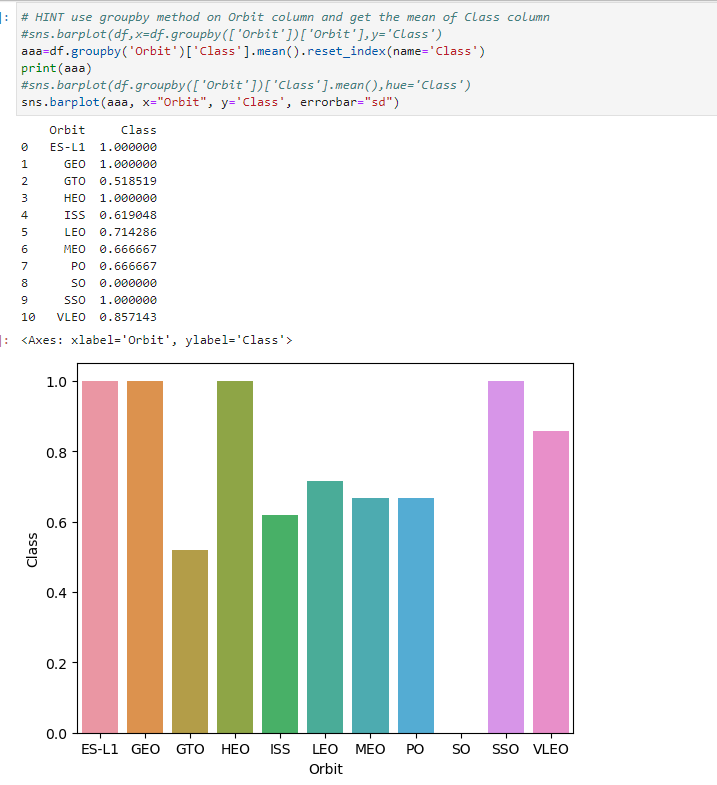 ]: # HINT use groupby method on Orbit column and get the mean of Class column
#sns.barplot(df,x=df.groupby(['Orbit'])['Orbit'],y='Class')
aaa=df.groupby('Orbit')['Class'].mean().reset_index(name='Class')
print(aaa)
#sns.barplot(df.groupby(['Orbit'])['Class'].mean(),hue='Class')
sns.barplot(aaa, x="Orbit", y='Class', errorbar="sd")
Orbit Class
0 ES-L1 1.000000
1 GEO 1.000000
2 GTO 0.518519
3 HEO 1.000000
4 ISS 0.619048
5 LEO 0.714286
6 MEO 0.666667
7 PO 0.666667
8 SO 0.000000
9 SSO 1.000000
10 VLEO 0.857143
]: <Axes: xlabel='Orbit', ylabel='Class'>
1.0
0.8
0.6
Class
0.4
0.2
0.0
ES-L1 GEO GTO HEO ISS LEO MEO PO SO SSO VLEO
Orbit